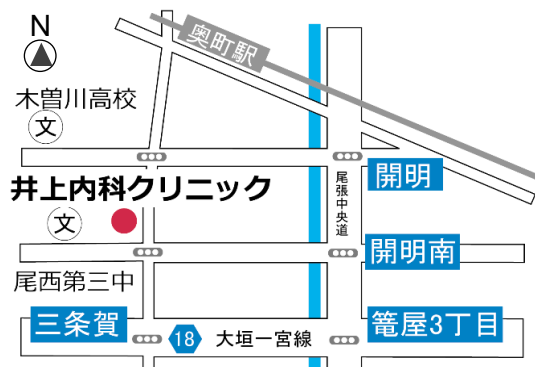 N
奥町駅
木曽川高校
文
開明
井上内科クリニック
尾張中央道
文
開明南
尾西第三中
三条賀
18
大垣一宮線
篭屋3丁目